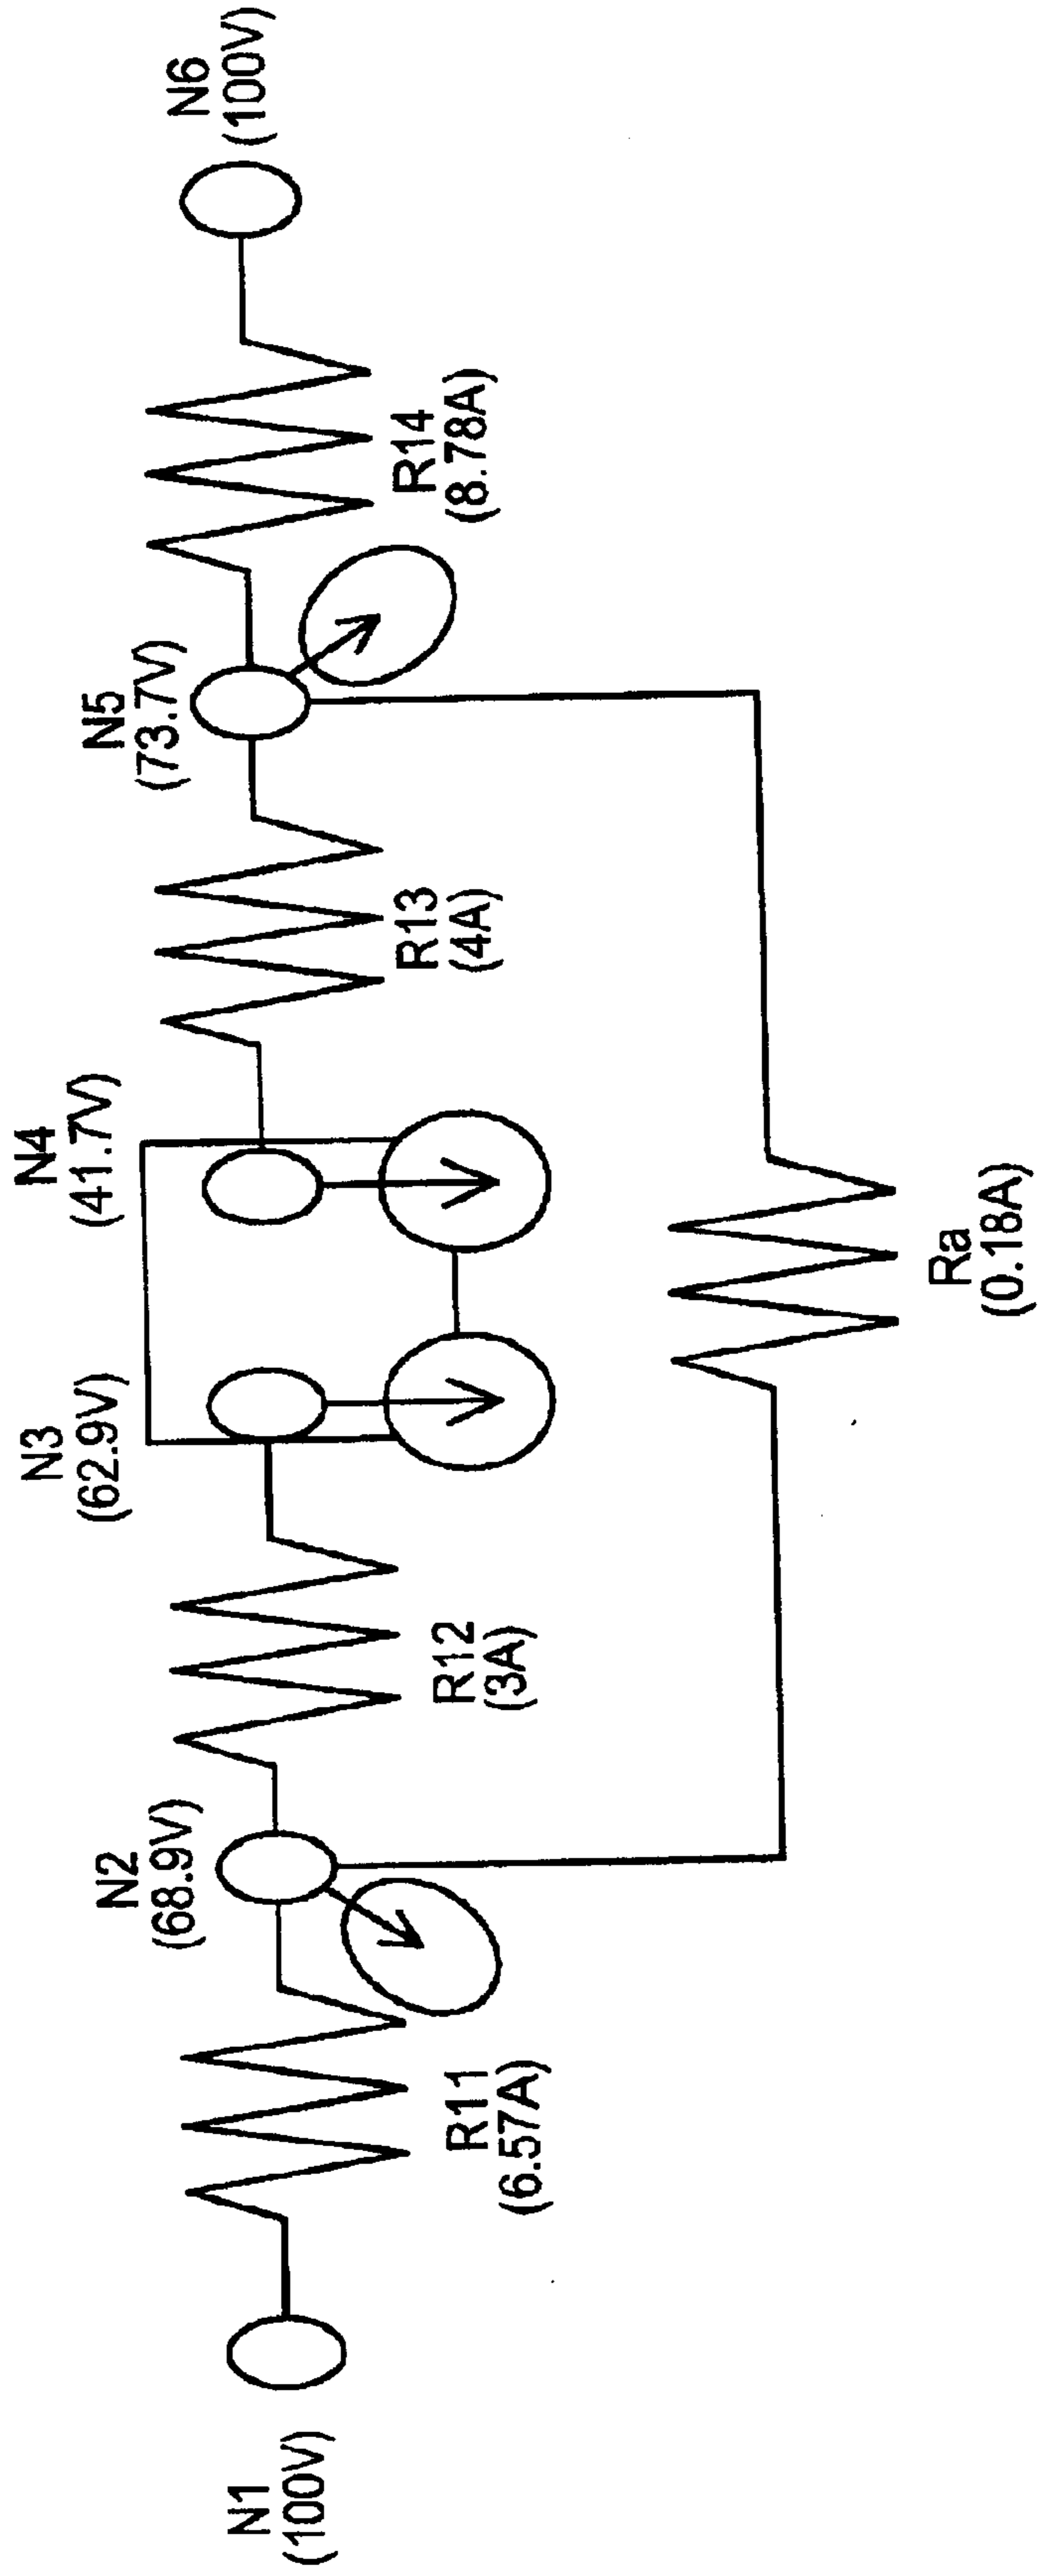 N1
(100V)
R11
(6.57A)
N2
(68.9V)
R12
(3A)
N3
(62.9V)
N4
(41.7V)
R13
(4A)
N5
(73.7V)
R14
(8.78A)
N6
(100V)
Ra
(0.18A)